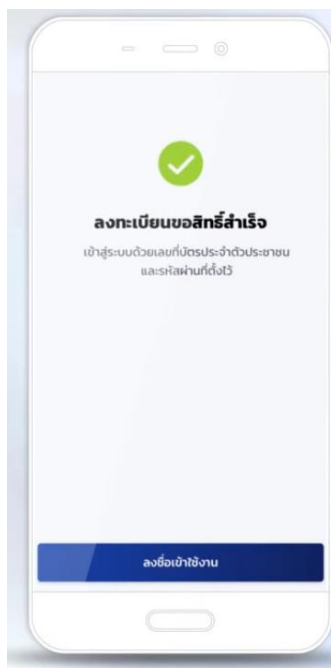 ลงทะเบียนขอสิทธิ์สำเร็จ
เข้าสู่ระบบด้วยเลขที่บัตรประจำตัวประชาชน
และรหัสผ่านที่ตั้งไว้
ลงชื่อเข้าใช้งาน